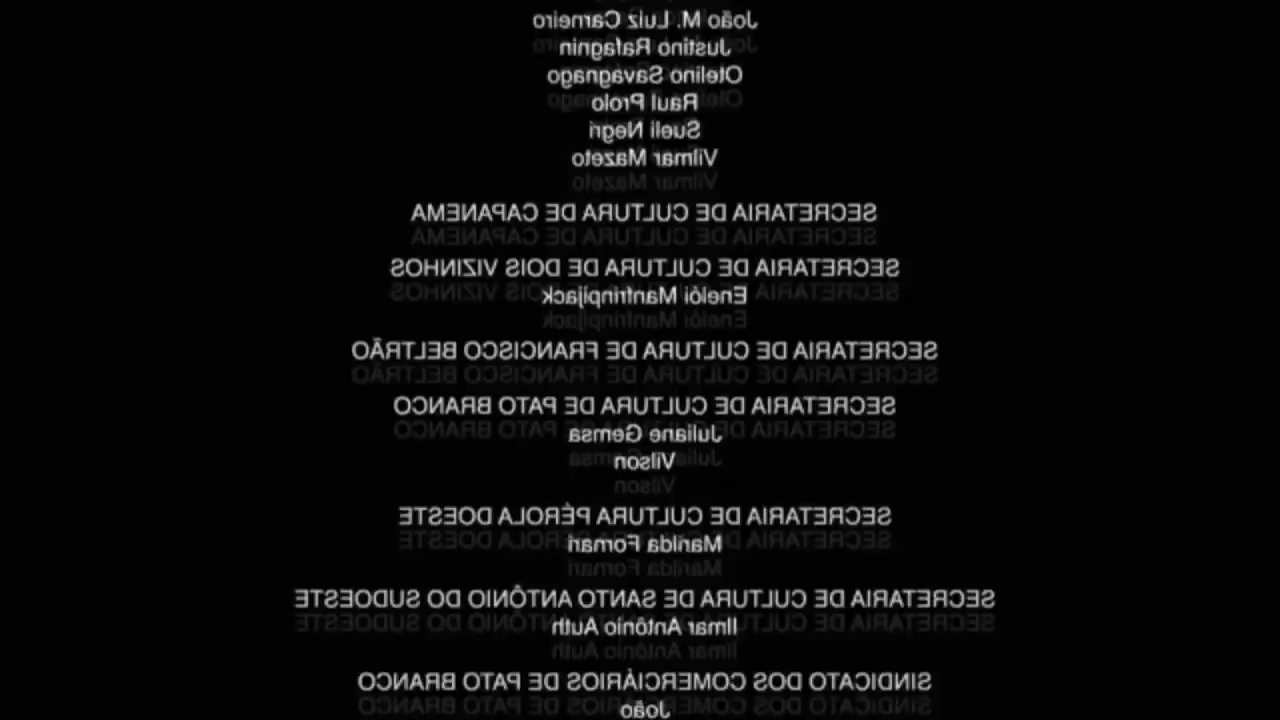 João M. Luiz Carneiro
Justino Rafagnin
Otelino Savagnago
Raul Prolo
Sueli Negri
Vilmar Mazeto
SECRETARIA DE CULTURA DE CAPANEMA
SECRETARIA DE CULTURA DE DOIS VIZINHOS
Enelói Manfrinpijack
SECRETARIA DE CULTURA DE FRANCISCO BELTRÃO
SECRETARIA DE CULTURA DE PATO BRANCO
Juliane Gemsa
Vilson
SECRETARIA DE CULTURA PÉROLA DOESTE
Marilda Fornari
SECRETARIA DE CULTURA DE SANTO ANTÔNIO DO SUDOESTE
Ilmar Antônio Auth
SINDICATO DOS COMERCIÁRIOS DE PATO BRANCO
João